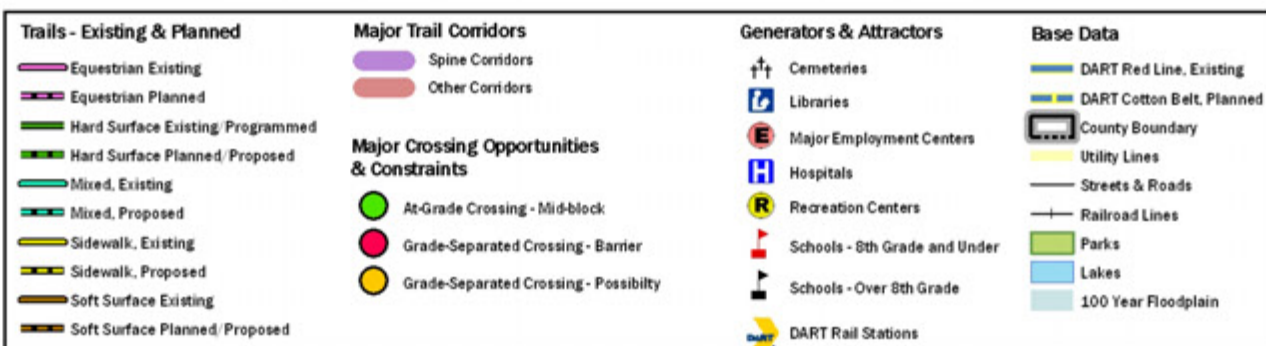 Trails - Existing & Planned
Equestrian Existing
Equestrian Planned
Hard Surface Existing/Programmed
Hard Surface Planned/Proposed
Mixed, Existing
Mixed, Proposed
Sidewalk, Existing
Sidewalk, Proposed
Soft Surface Existing
Soft Surface Planned/Proposed
Major Trail Corridors
Spine Corridors
Other Corridors
Major Crossing Opportunities
& Constraints
At-Grade Crossing - Mid-block
Grade-Separated Crossing - Barrier
Grade-Separated Crossing - Possibilty
Generators & Attractors
Cemeteries
Libraries
E Major Employment Centers
H Hospitals
R Recreation Centers
Schools - 8th Grade and Under
Schools - Over 8th Grade
DART DART Rail Stations
Base Data
DART Red Line, Existing
DART Cotton Belt, Planned
County Boundary
Utility Lines
Streets & Roads
Railroad Lines
Parks
Lakes
100 Year Floodplain